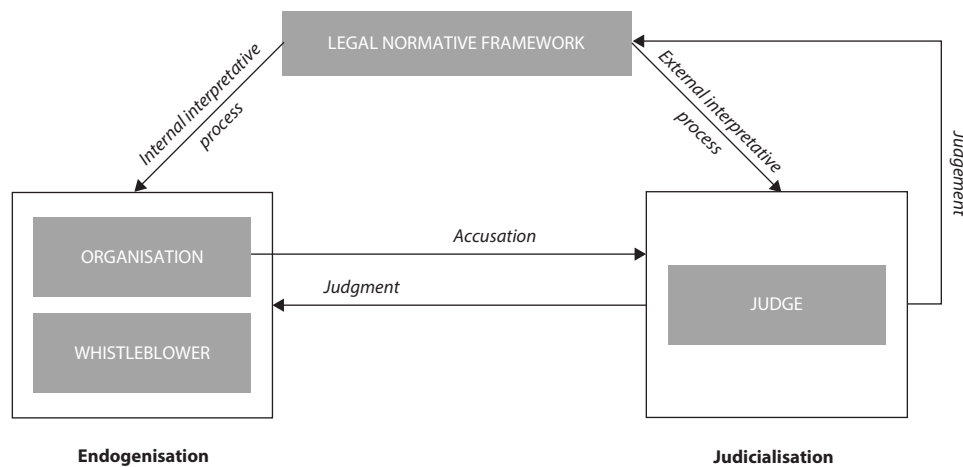 LEGAL NORMATIVE FRAMEWORK
Internal interpretative
process
External interpretative
process
Judgement
ORGANISATION
WHISTLEBLOWER
Accusation
Judgment
JUDGE
Endogenisation
Judicialisation